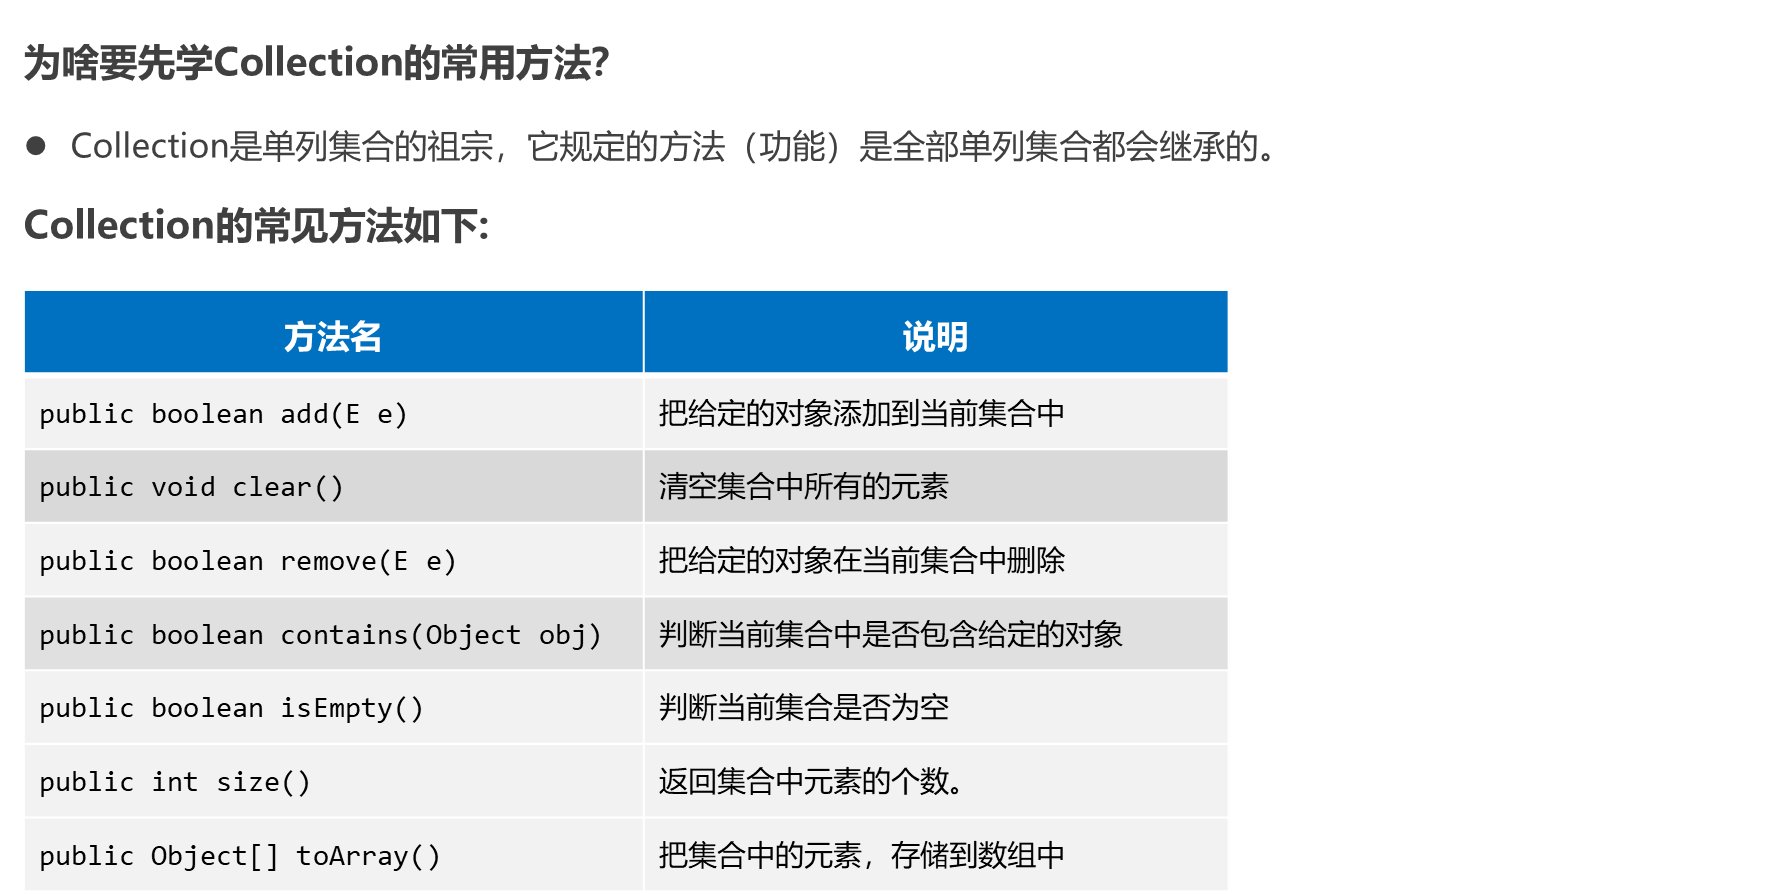 为啥要先学Collection的常用方法?
● Collection是单列集合的祖宗，它规定的方法（功能）是全部单列集合都会继承的。
Collection的常见方法如下:
方法名 说明
public boolean add(E e) 把给定的对象添加到当前集合中
public void clear() 清空集合中所有的元素
public boolean remove(E e) 把给定的对象在当前集合中删除
public boolean contains(Object obj) 判断当前集合中是否包含给定的对象
public boolean isEmpty() 判断当前集合是否为空
public int size() 返回集合中元素的个数。
public Object[] toArray() 把集合中的元素，存储到数组中